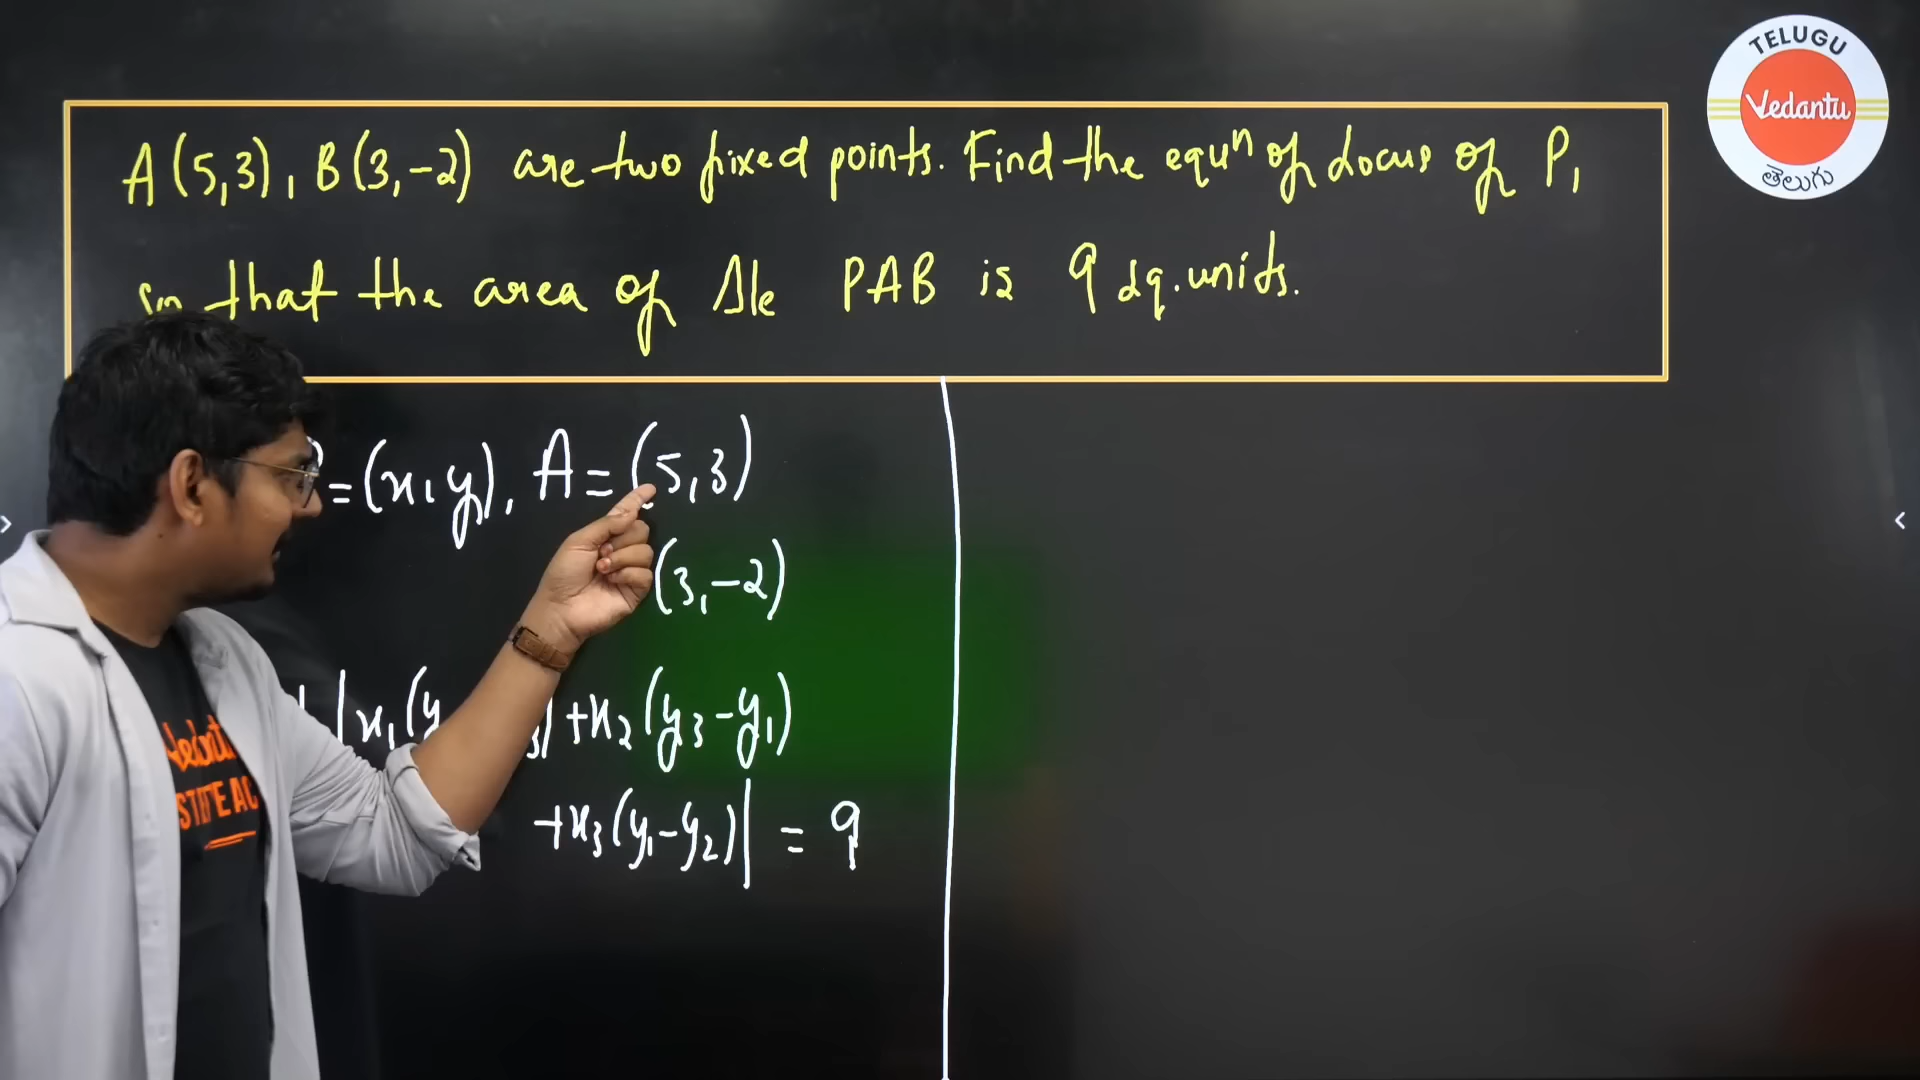 TELUGU
Vedantu
తెలుగు
A(5,3), B(3,-2) are two fixed points. Find the equⁿ of Locus of P,
so that the area of Δle PAB is 9 sq.units.
=(x,y), A=(5,3)
(3,-2)
|x₁(y +x₂(y₃-y₁)
+x₃(y₁-y₂)| = 9